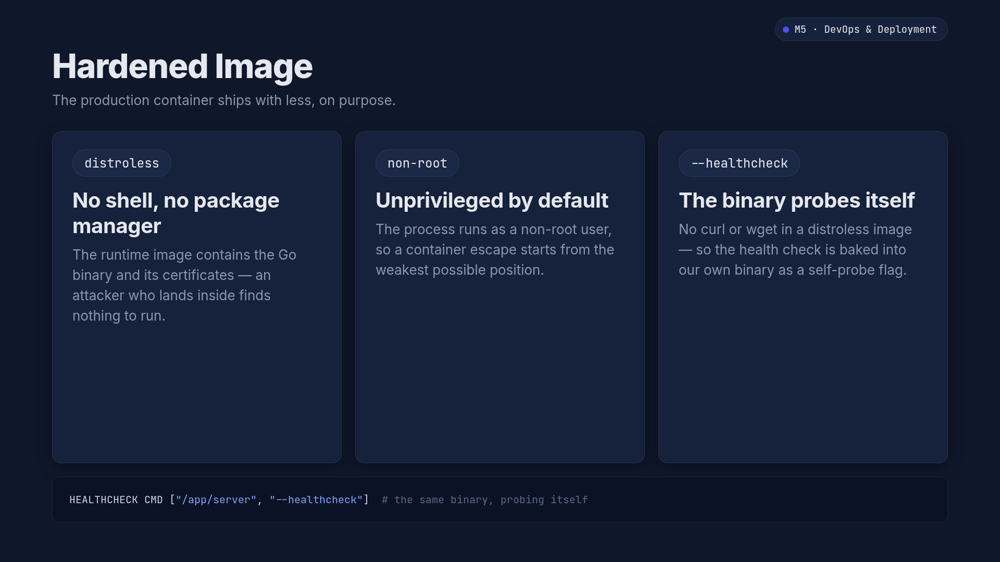 M5 · DevOps & Deployment
Hardened Image
The production container ships with less, on purpose.
distroless
No shell, no package
manager
The runtime image contains the Go
binary and its certificates — an
attacker who lands inside finds
nothing to run.
non-root
Unprivileged by default
The process runs as a non-root user,
so a container escape starts from the
weakest possible position.
--healthcheck
The binary probes itself
No curl or wget in a distroless image
— so the health check is baked into
our own binary as a self-probe flag.
HEALTHCHECK CMD ["/app/server", "--healthcheck"]  # the same binary, probing itself